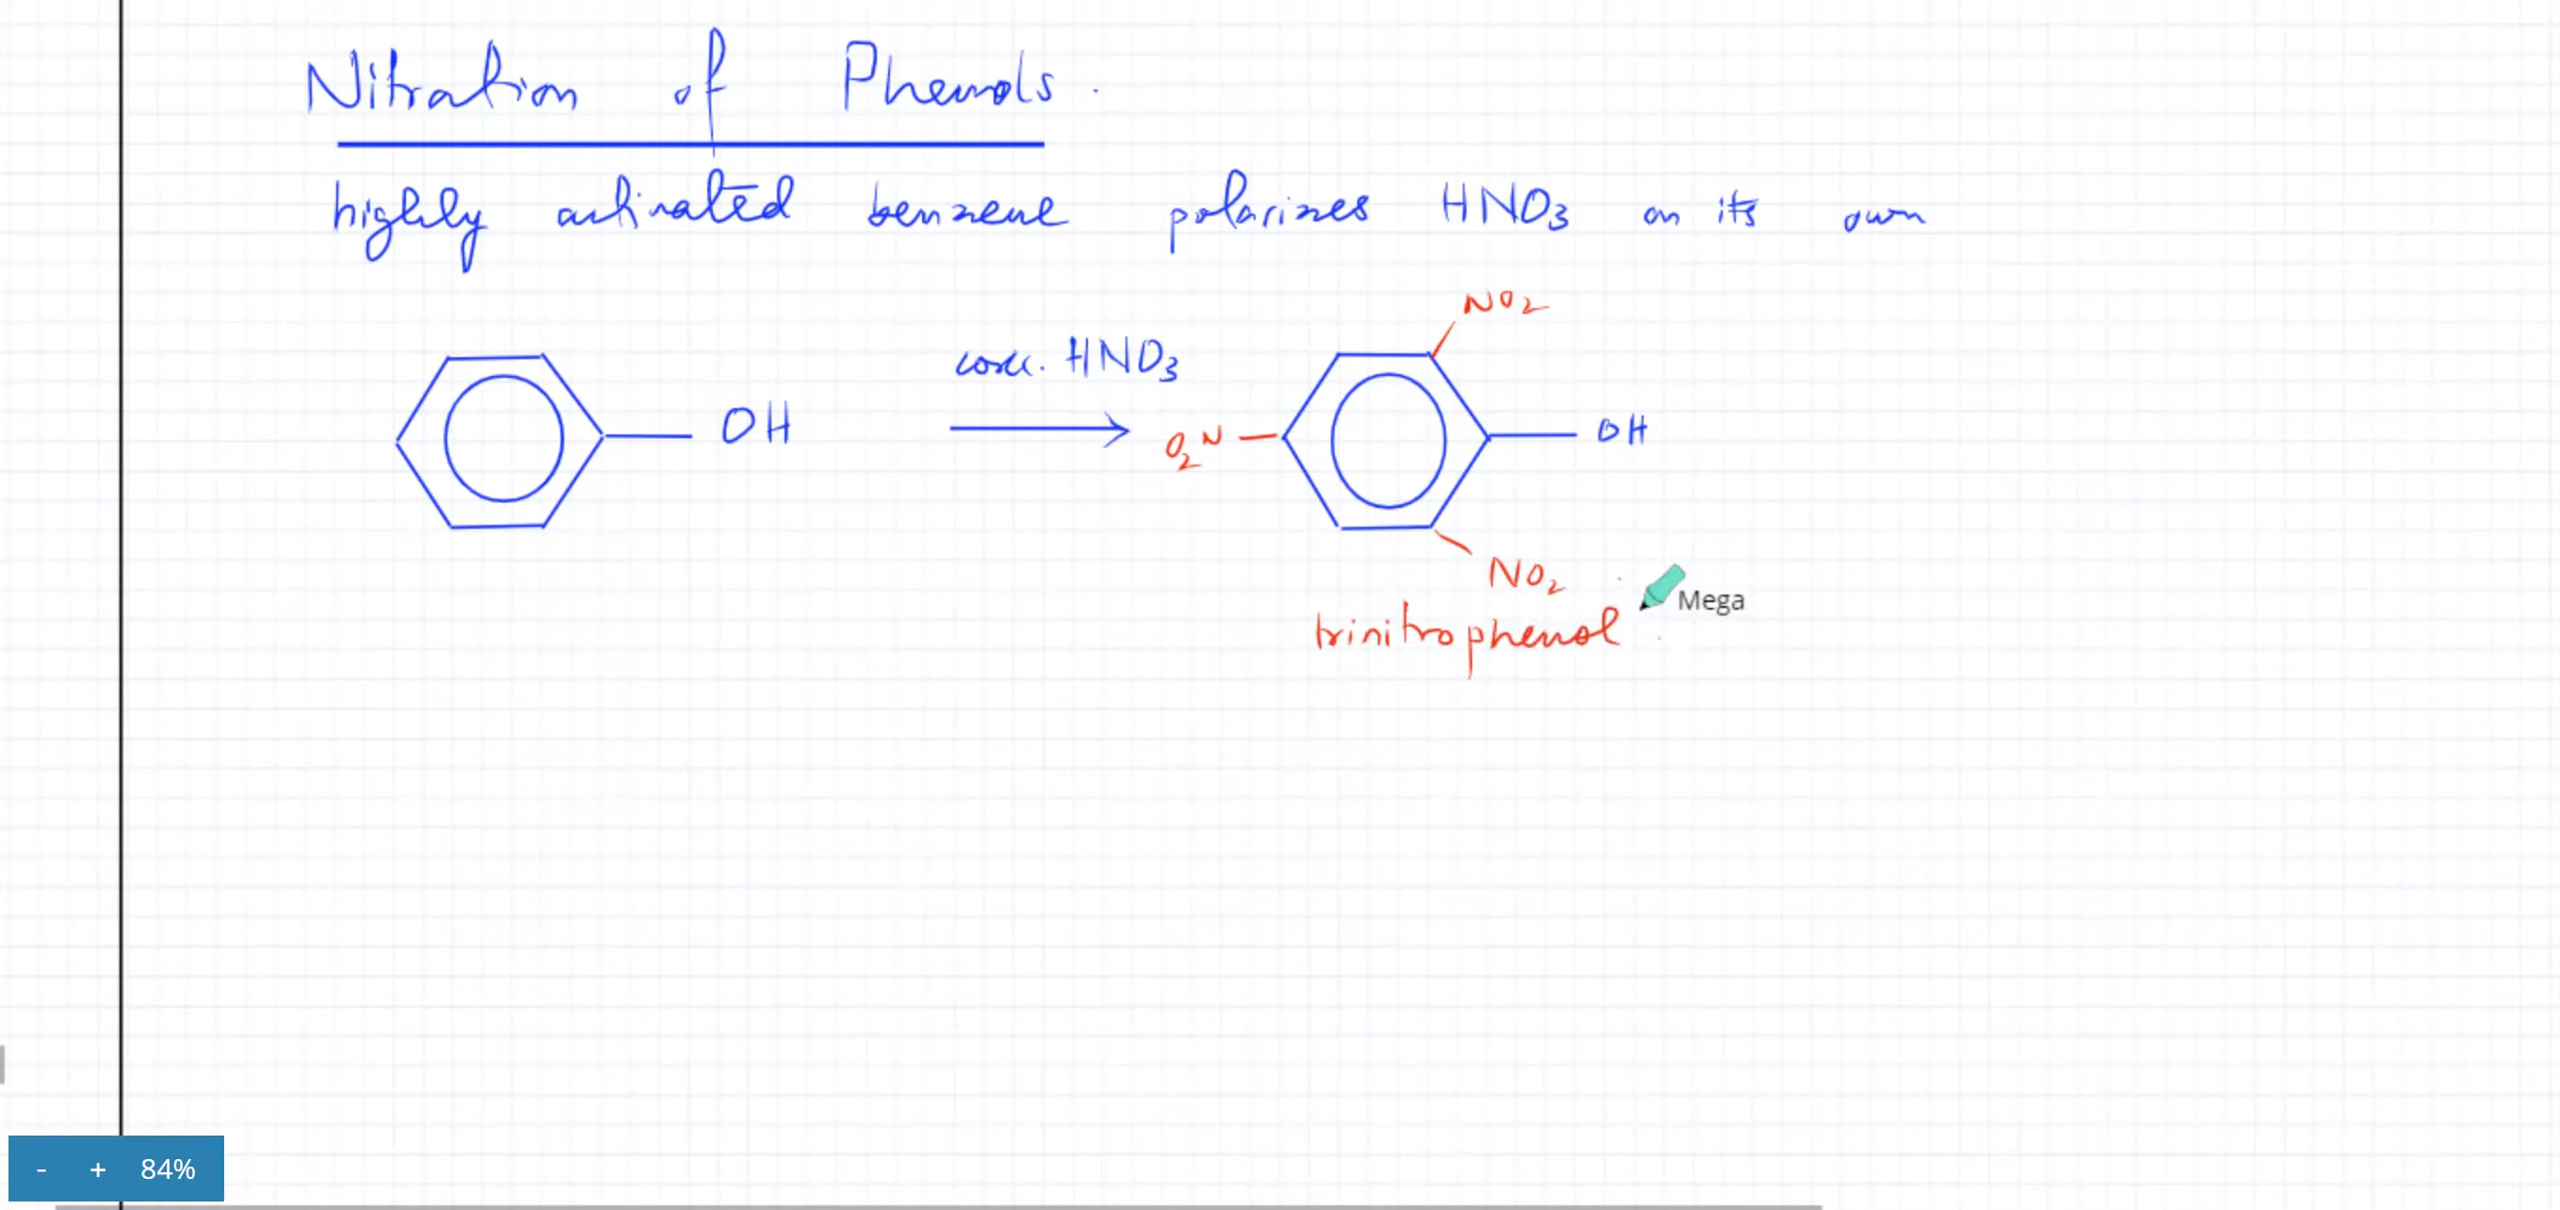 Nitration of Phenols.
highly activated benzene polarizes HNO3 on its own
NO2
conc. HNO3
OH
O2N
OH
NO2
Mega
trinitrophenol
- + 84%